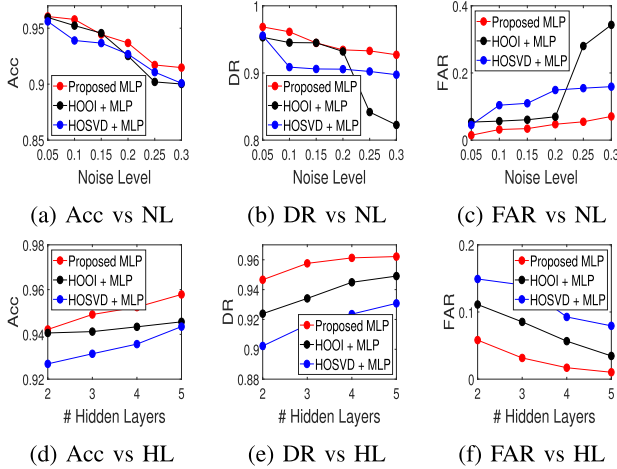 Acc
0.95
0.9
0.85
Proposed MLP
HOOI + MLP
HOSVD + MLP
0.05 0.1 0.15 0.2 0.25 0.3
Noise Level
(a) Acc vs NL
DR
1
0.9
0.8
Proposed MLP
HOOI + MLP
HOSVD + MLP
0.05 0.1 0.15 0.2 0.25 0.3
Noise Level
(b) DR vs NL
FAR
0.4
0.2
0
Proposed MLP
HOOI + MLP
HOSVD + MLP
0.05 0.1 0.15 0.2 0.25 0.3
Noise Level
(c) FAR vs NL
Acc
0.98
0.96
0.94
0.92
Proposed MLP
HOOI + MLP
HOSVD + MLP
2 3 4 5
# Hidden Layers
(d) Acc vs HL
DR
0.96
0.94
0.92
0.9
0.88
Proposed MLP
HOOI + MLP
HOSVD + MLP
2 3 4 5
# Hidden Layers
(e) DR vs HL
FAR
0.2
0.1
0
Proposed MLP
HOOI + MLP
HOSVD + MLP
2 3 4 5
# Hidden Layers
(f) FAR vs HL